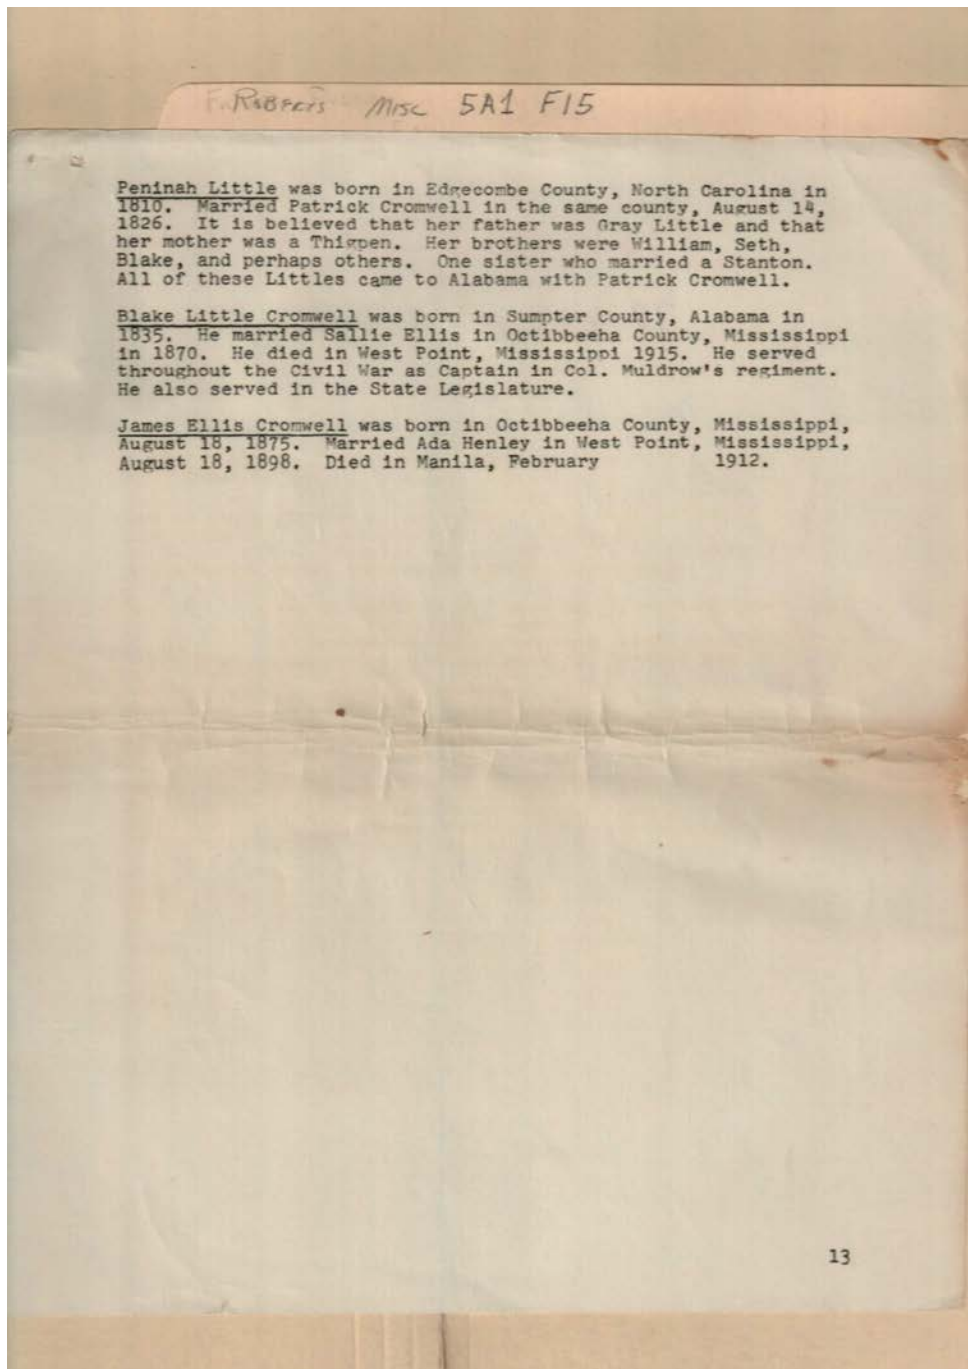 Roberts Misc 5A1 F15
Peninah Little was born in Edgecombe County, North Carolina in
1810. Married Patrick Cromwell in the same county, August 14,
1826. It is believed that her father was Gray Little and that
her mother was a Thigpen. Her brothers were William, Seth,
Blake, and perhaps others. One sister who married a Stanton.
All of these Littles came to Alabama with Patrick Cromwell.
Blake Little Cromwell was born in Sumpter County, Alabama in
1835. He married Sallie Ellis in Octibbeeha County, Mississippi
in 1870. He died in West Point, Mississippi 1915. He served
throughout the Civil War as Captain in Col. Muldrow's regiment.
He also served in the State Legislature.
James Ellis Cromwell was born in Octibbeeha County, Mississippi,
August 18, 1875. Married Ada Henley in West Point, Mississippi,
August 18, 1898. Died in Manila, February 1912.
13